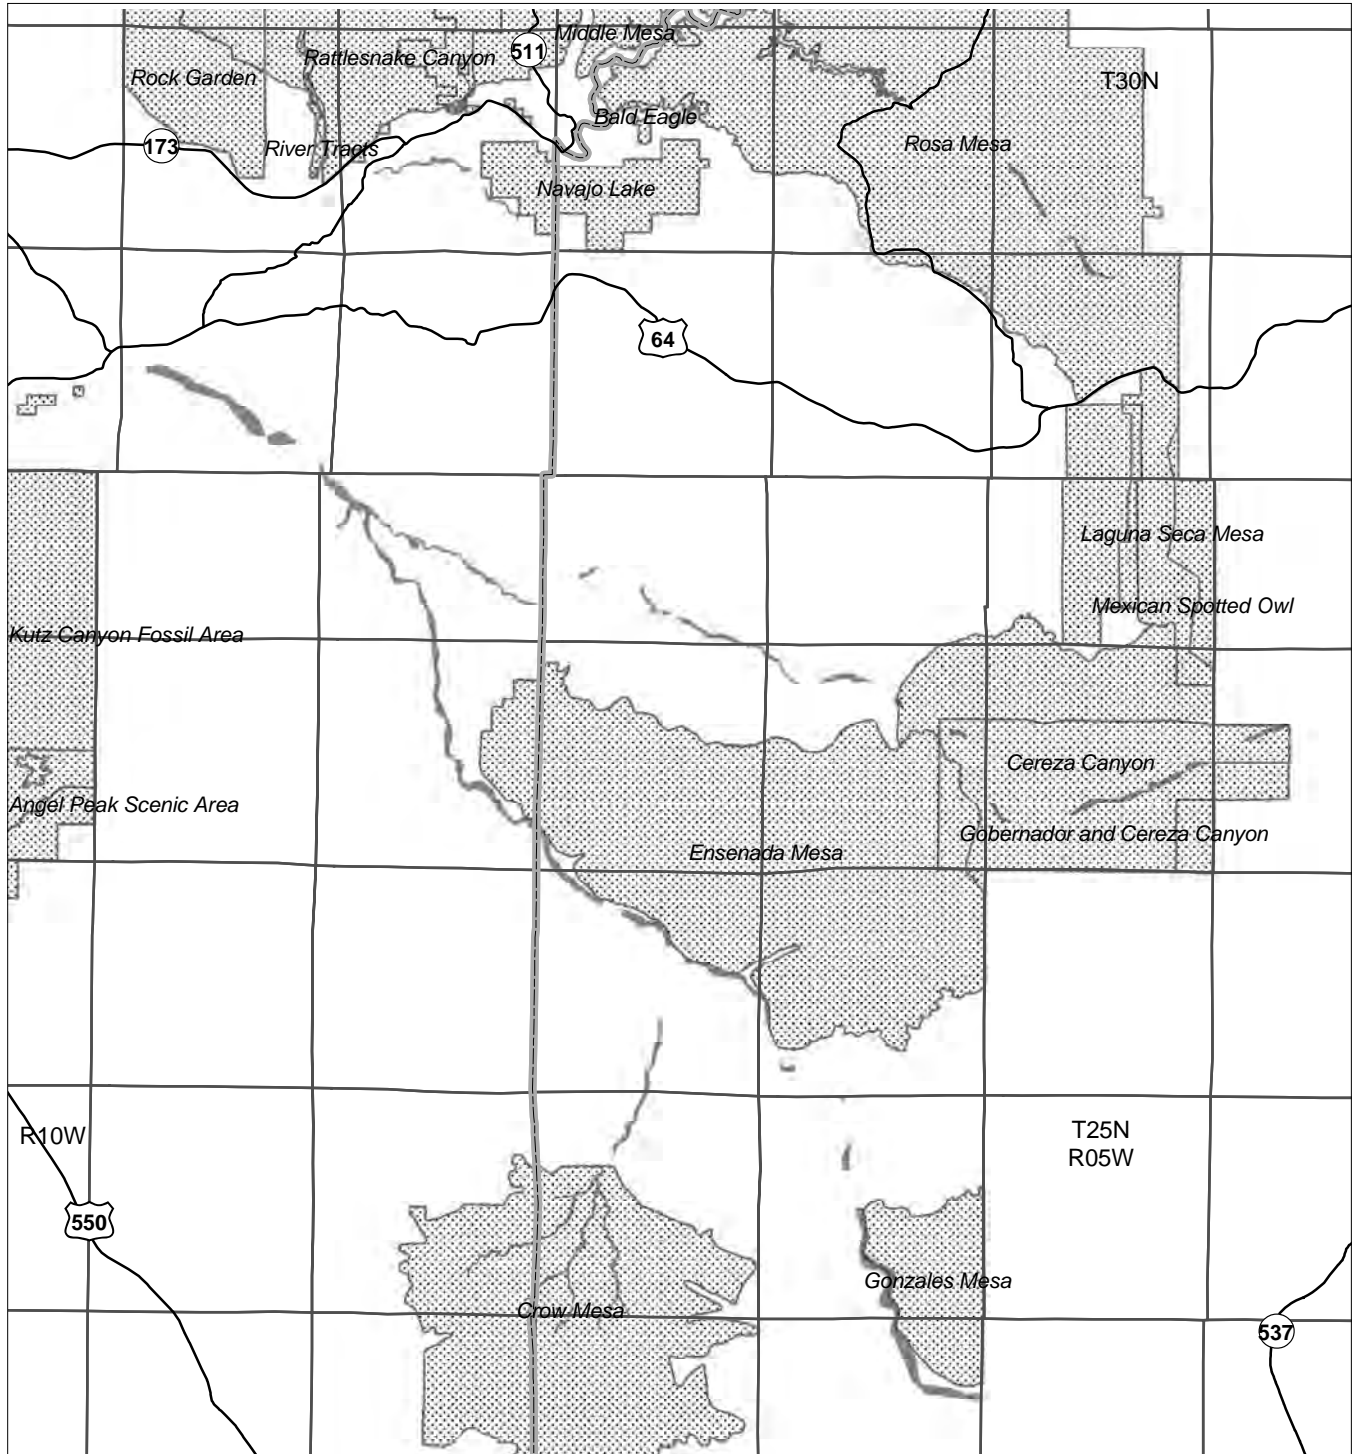 Middle Mesa
511
Rattlesnake Canyon
Rock Garden
T30N
Bald Eagle
173
River Tracts
Rosa Mesa
Navajo Lake
64
Laguna Seca Mesa
Mexican Spotted Owl
Kutz Canyon Fossil Area
Cereza Canyon
Angel Peak Scenic Area
Gobernador and Cereza Canyon
Ensenada Mesa
R10W
T25N
R05W
550
Gonzales Mesa
Crow Mesa
537